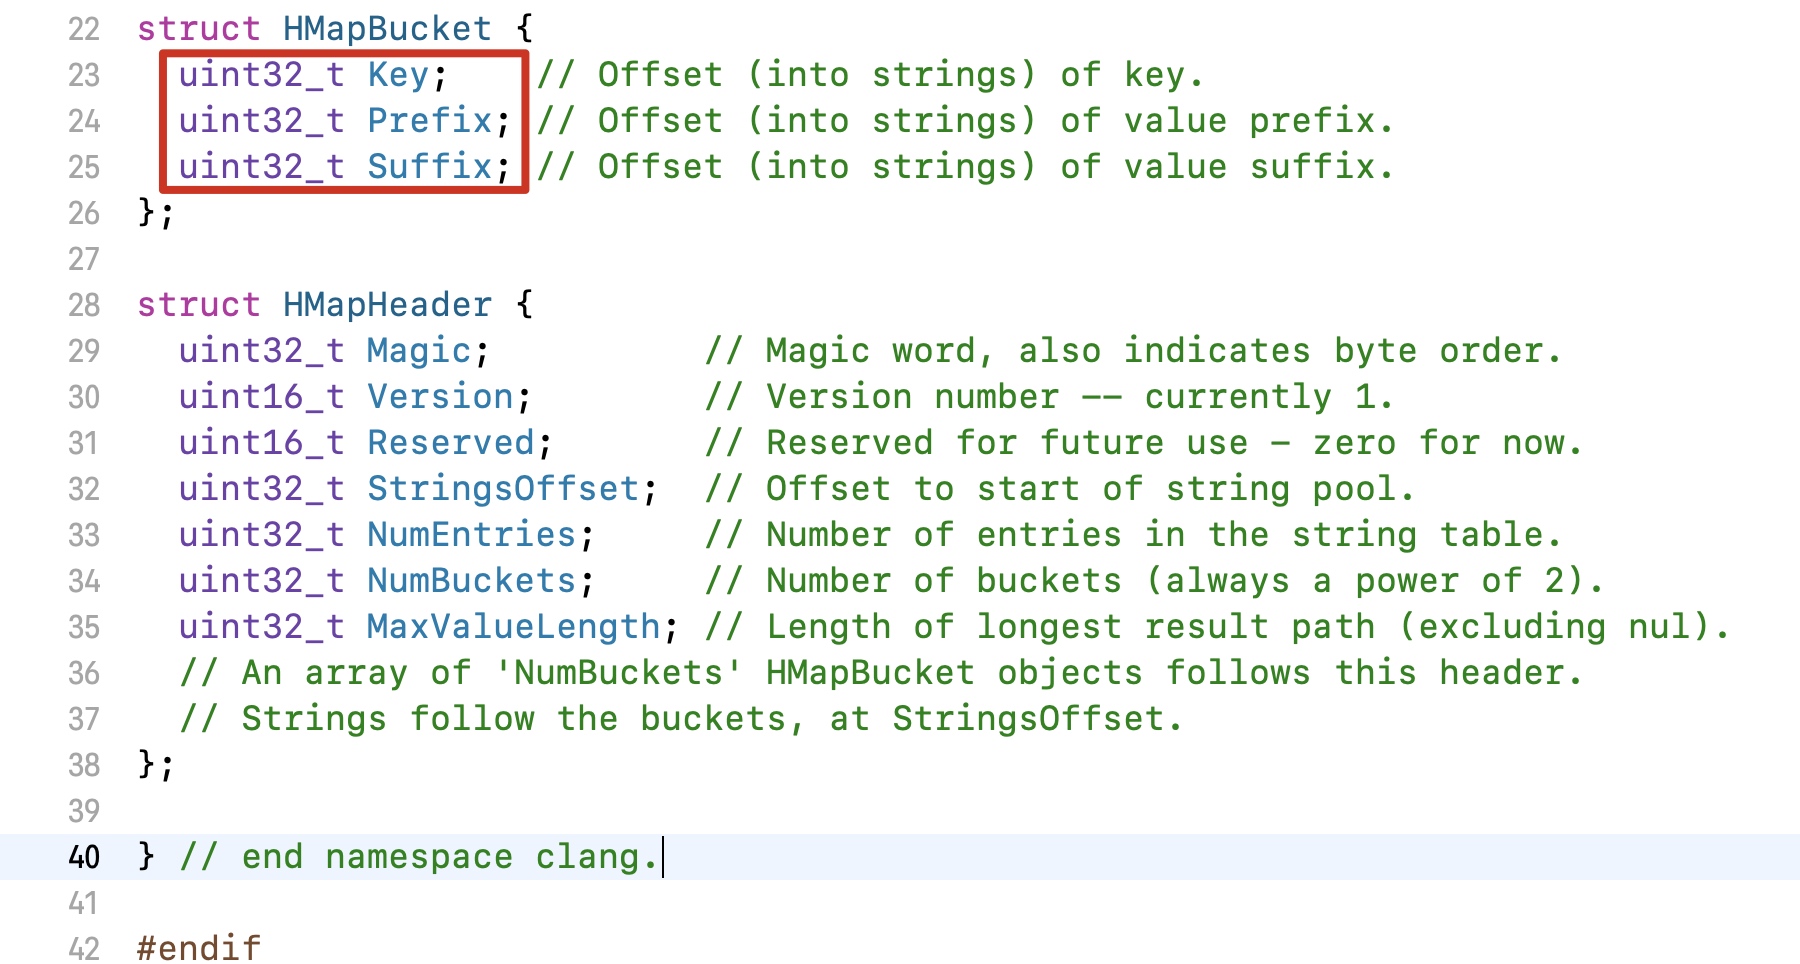 22 struct HMapBucket {
23   uint32_t Key;    // Offset (into strings) of key.
24   uint32_t Prefix; // Offset (into strings) of value prefix.
25   uint32_t Suffix; // Offset (into strings) of value suffix.
26 };
27
28 struct HMapHeader {
29   uint32_t Magic;          // Magic word, also indicates byte order.
30   uint16_t Version;        // Version number -- currently 1.
31   uint16_t Reserved;       // Reserved for future use - zero for now.
32   uint32_t StringsOffset;  // Offset to start of string pool.
33   uint32_t NumEntries;     // Number of entries in the string table.
34   uint32_t NumBuckets;     // Number of buckets (always a power of 2).
35   uint32_t MaxValueLength; // Length of longest result path (excluding nul).
36   // An array of 'NumBuckets' HMapBucket objects follows this header.
37   // Strings follow the buckets, at StringsOffset.
38 };
39
40 } // end namespace clang.
41
42 #endif